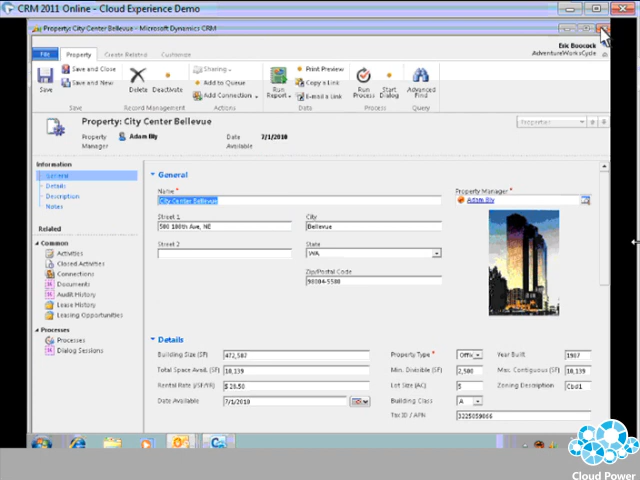 CRM 2011 Online - Cloud Experience Demo
Property: City Center Bellevue - Microsoft Dynamics CRM
File Property Create Related Customize
Eric Boocock
AdventureWorksCycle
Save
Save and Close
Save and New
Save
Delete
Deactivate
Record Management
Sharing
Add to Queue
Add Connection
Actions
Run Report
Print Preview
Copy a Link
E-mail a Link
Data
Run Process
Start Dialog
Process
Advanced Find
Query
Property: City Center Bellevue
Property Manager
Adam Bly
Date Available
7/1/2010
Properties
Information
General
Details
Description
Notes
Related
Common
Activities
Closed Activities
Connections
Documents
Audit History
Lease History
Leasing Opportunities
Processes
Processes
Dialog Sessions
General
Name *
City Center Bellevue
Property Manager *
Adam Bly
Street 1
500 108th Ave, NE
City
Bellevue
Street 2
State
WA
Zip/Postal Code
98004-5580
Details
Building Size (SF) 472,587
Property Type * Offic
Year Built 1987
Total Space Avail. (SF) 10,139
Min. Divisible (SF) 2,500
Max. Contiguous (SF) 10,139
Rental Rate (/SF/YR) $ 28.50
Lot Size (AC) 5
Zoning Description Cbd1
Date Available 7/1/2010
Building Class A
Tax ID / APN 3225059066
Cloud Power